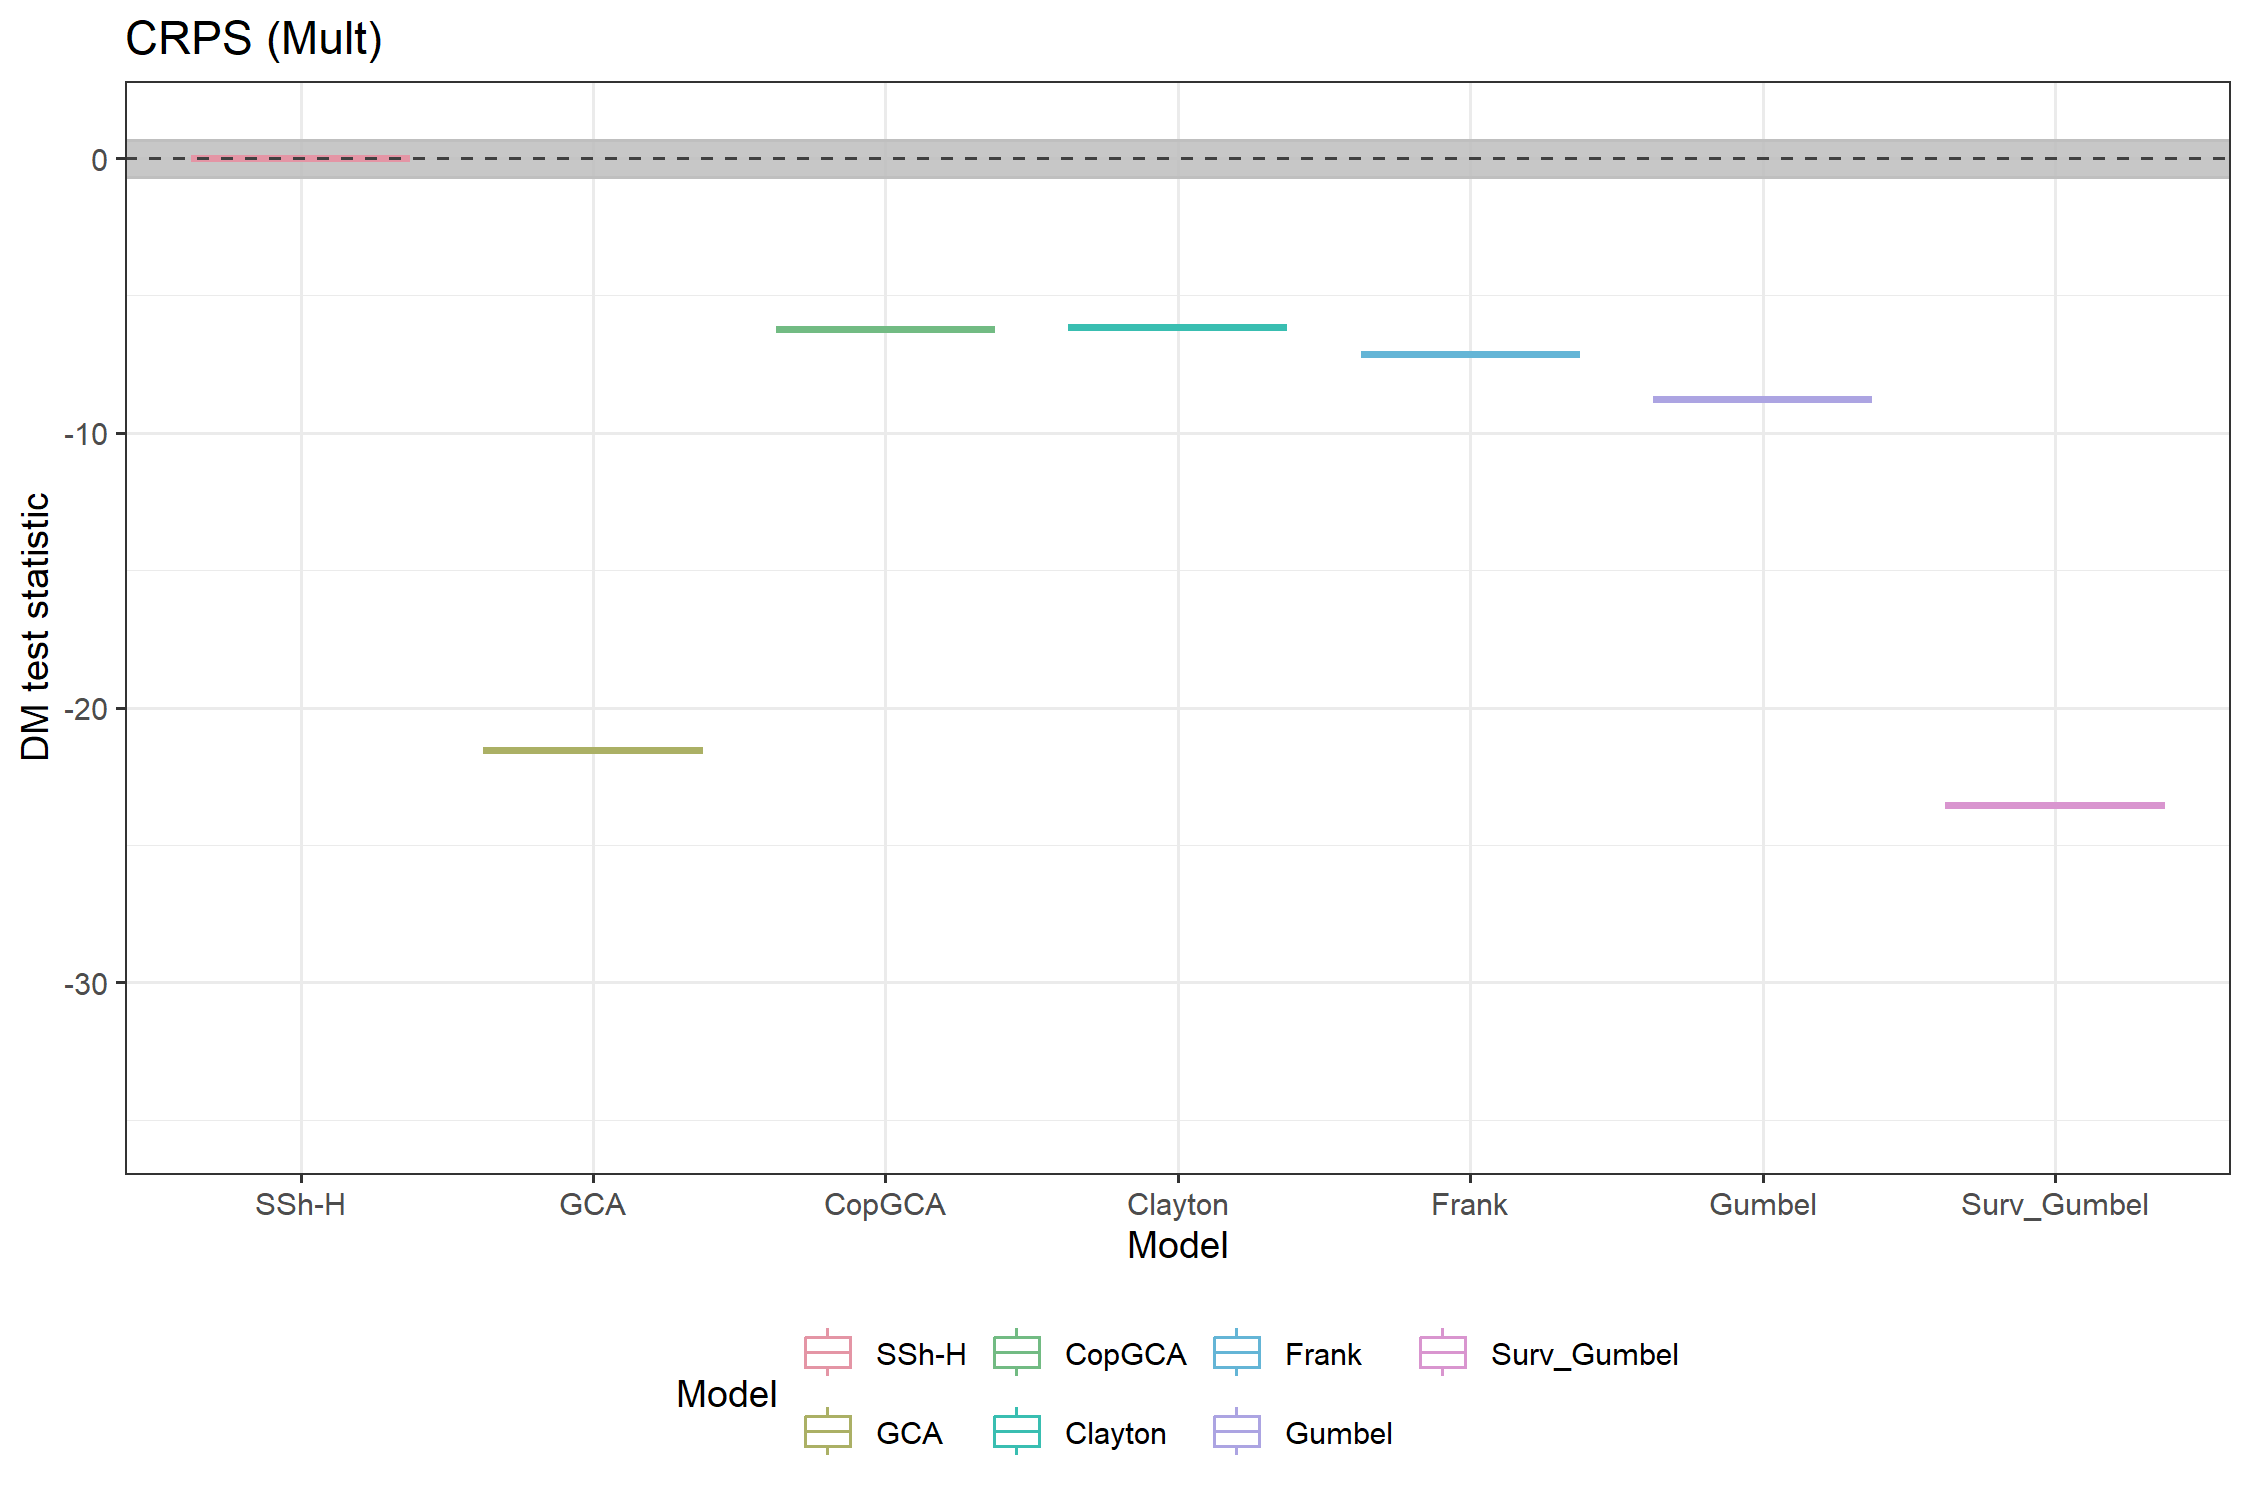 CRPS (Mult)
DM test statistic
0
-10
-20
-30
SSh-H GCA CopGCA Clayton Frank Gumbel Surv_Gumbel
Model
Model
SSh-H CopGCA Frank Surv_Gumbel
GCA Clayton Gumbel